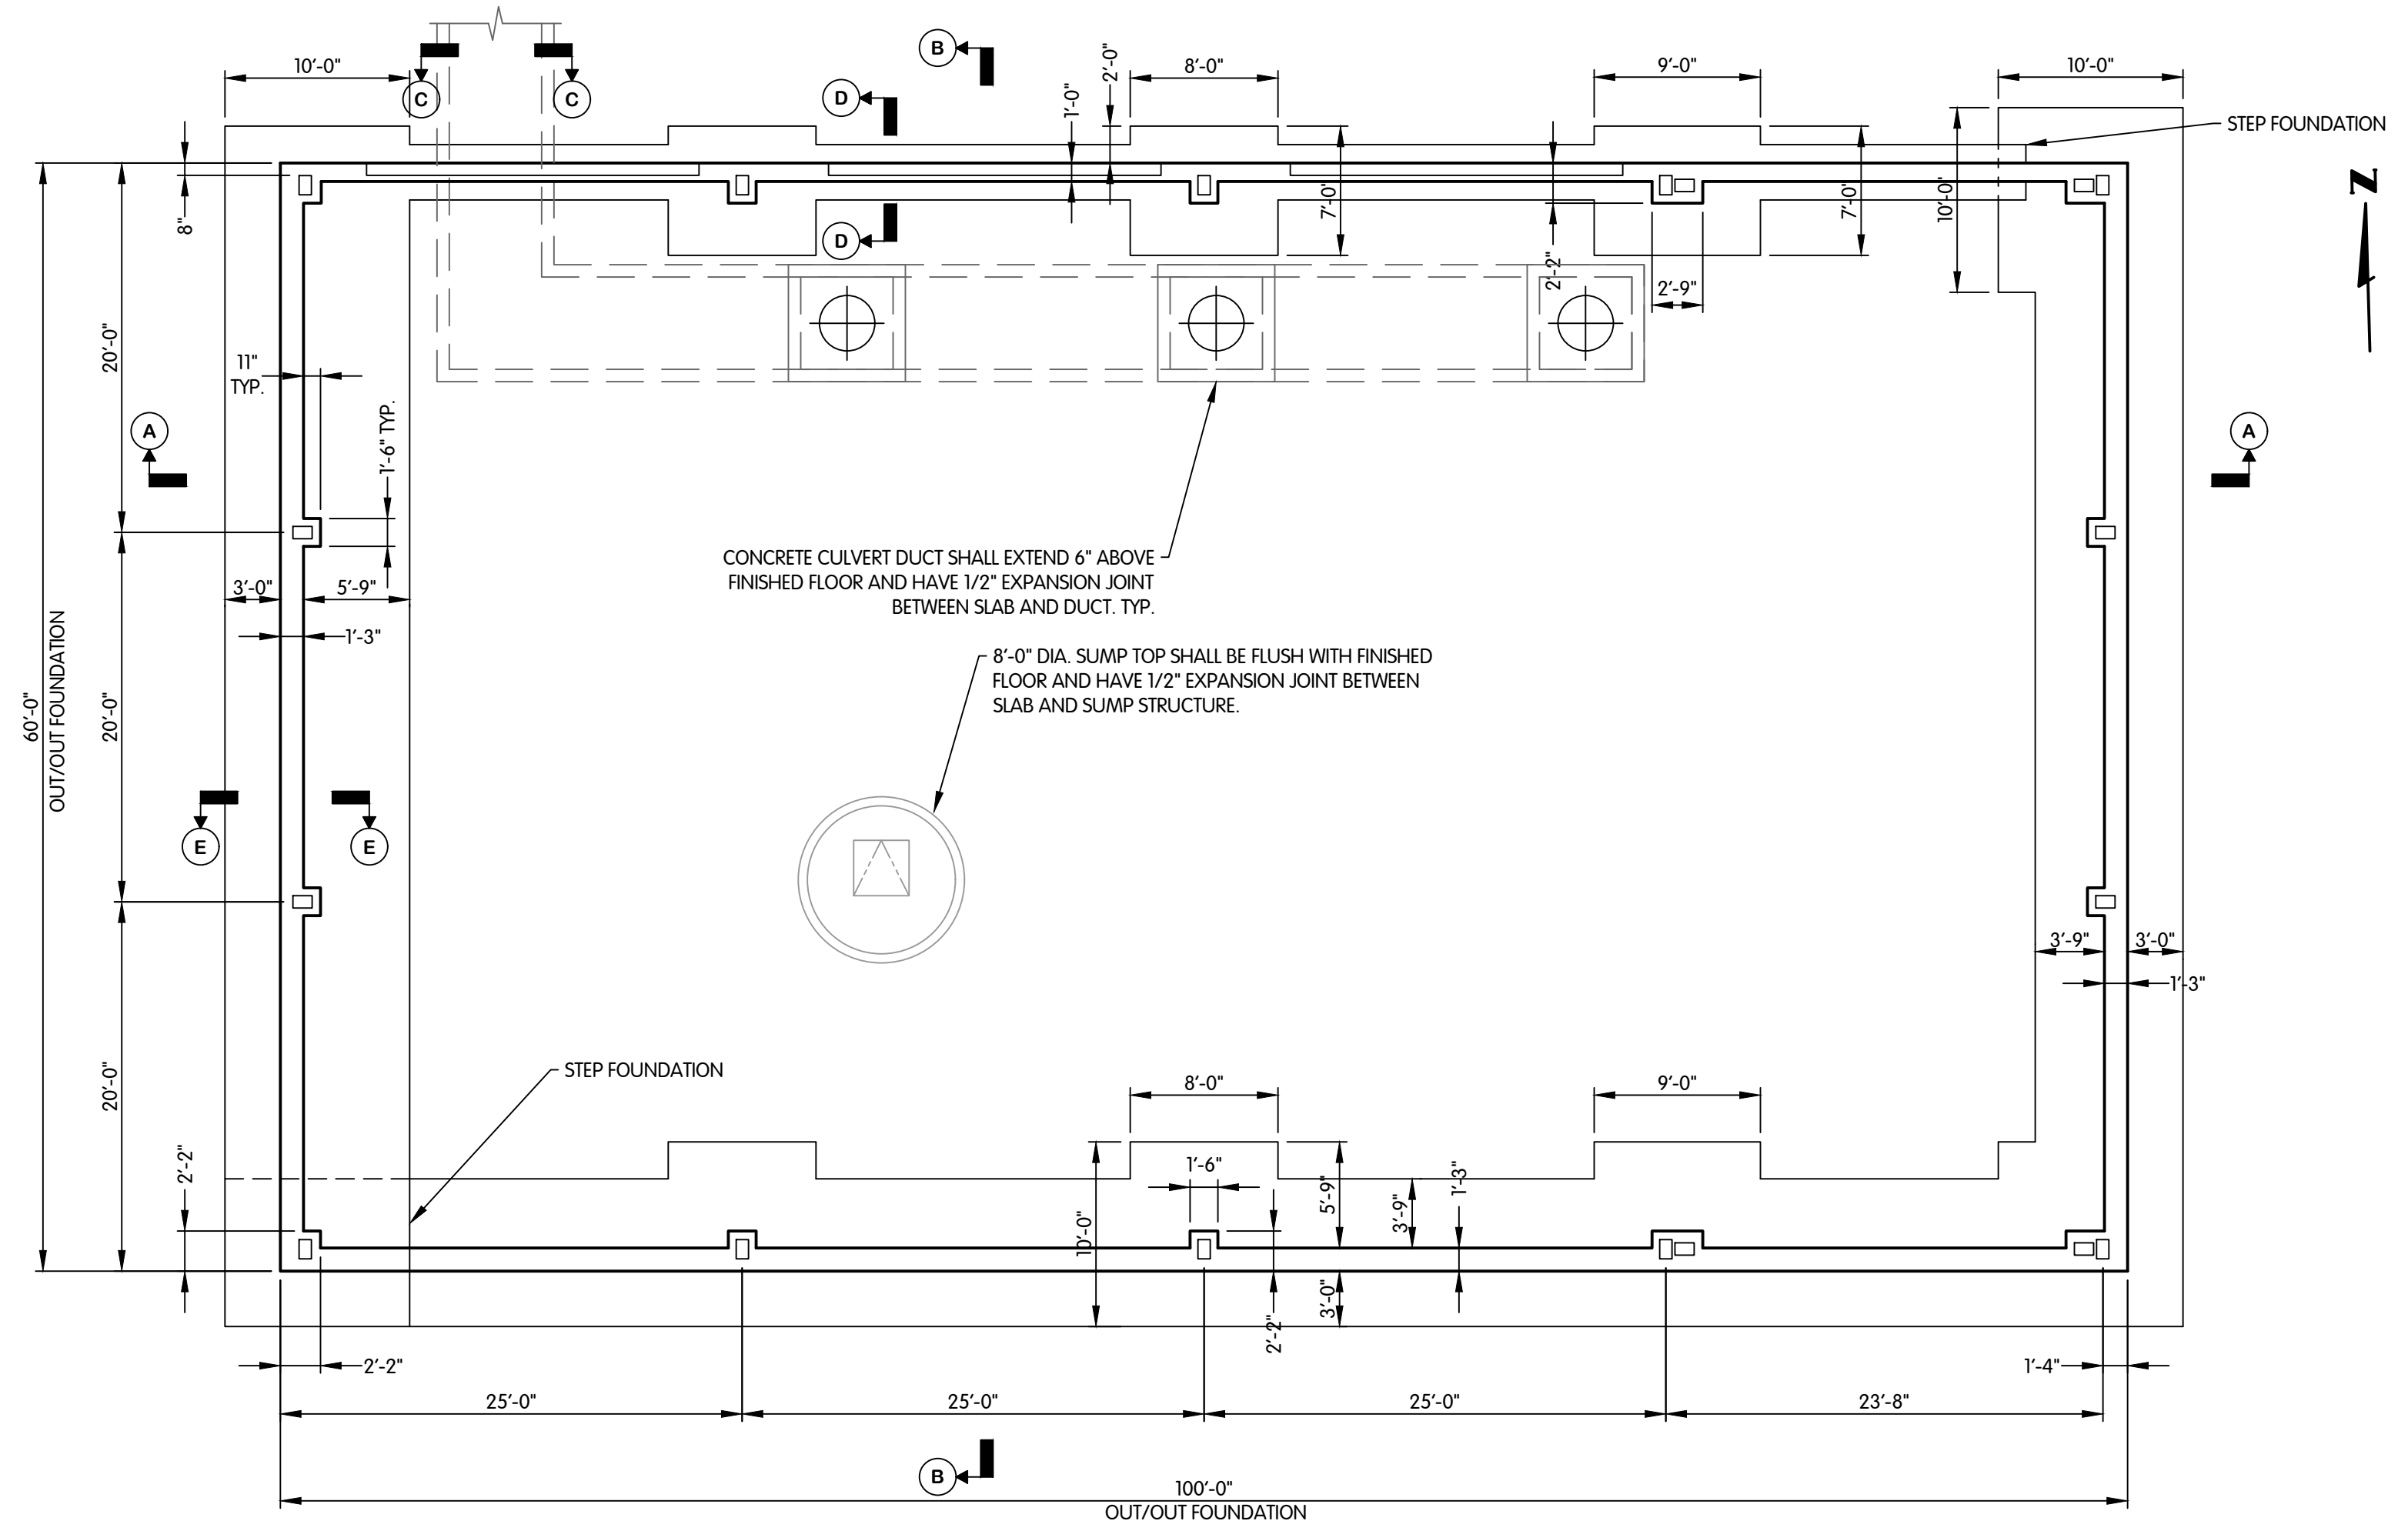 B
10'-0"
8'-0"
2'-0"
9'-0"
10'-0"
C
C
D
1'-0"
STEP FOUNDATION
N
8"
7'-0"
7'-0"
10'-0"
D
2'-2"
2'-9"
20'-0"
11"
TYP.
1'-6" TYP.
A
A
CONCRETE CULVERT DUCT SHALL EXTEND 6" ABOVE
FINISHED FLOOR AND HAVE 1/2" EXPANSION JOINT
BETWEEN SLAB AND DUCT. TYP.
3'-0"
5'-9"
1'-3"
8'-0" DIA. SUMP TOP SHALL BE FLUSH WITH FINISHED
FLOOR AND HAVE 1/2" EXPANSION JOINT BETWEEN
SLAB AND SUMP STRUCTURE.
60'-0"
OUT/OUT FOUNDATION
20'-0"
E
E
3'-9"
3'-0"
1'-3"
STEP FOUNDATION
20'-0"
8'-0"
9'-0"
2'-2"
1'-6"
5'-9"
3'-9"
1'-3"
10'-0"
3'-0"
2'-2"
2'-2"
1'-4"
25'-0"
25'-0"
25'-0"
23'-8"
B
100'-0"
OUT/OUT FOUNDATION